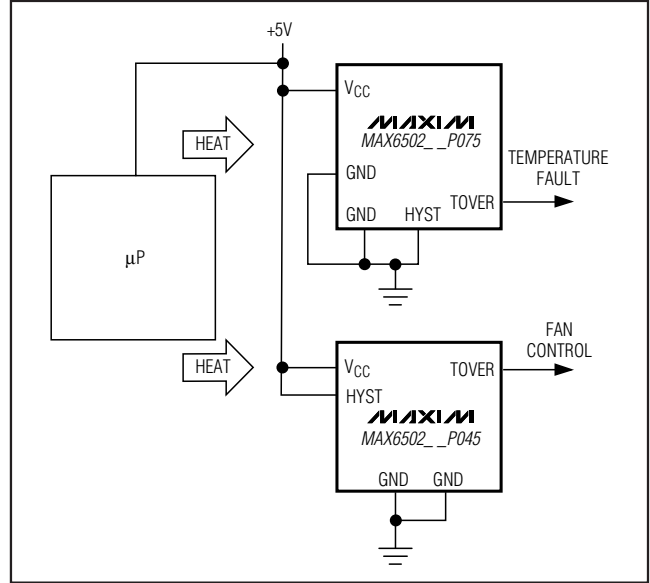 +5V
VCC
MAXIM
MAX6502_ _P075
HEAT
GND
TEMPERATURE
FAULT
TOVER
GND HYST
µP
FAN
CONTROL
HEAT
VCC
TOVER
HYST
MAXIM
MAX6502_ _P045
GND GND